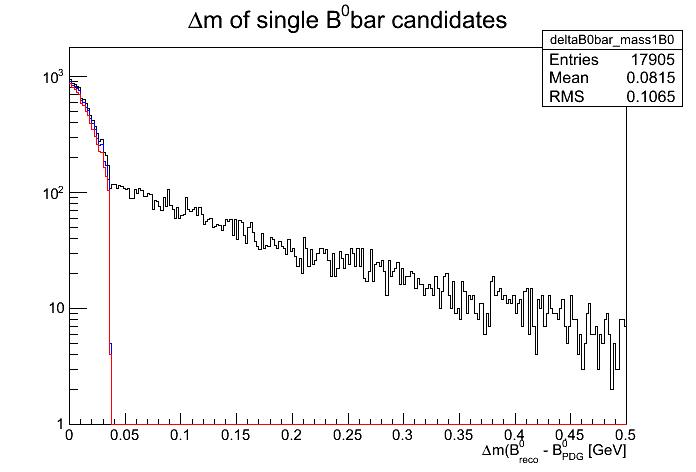 Δm of single B⁰bar candidates
deltaB0bar_mass1B0
Entries 17905
Mean 0.0815
RMS 0.1065
10³
10²
10
1
0 0.05 0.1 0.15 0.2 0.25 0.3 0.35 0.4 0.45 0.5
Δm(B⁰reco - B⁰PDG [GeV]